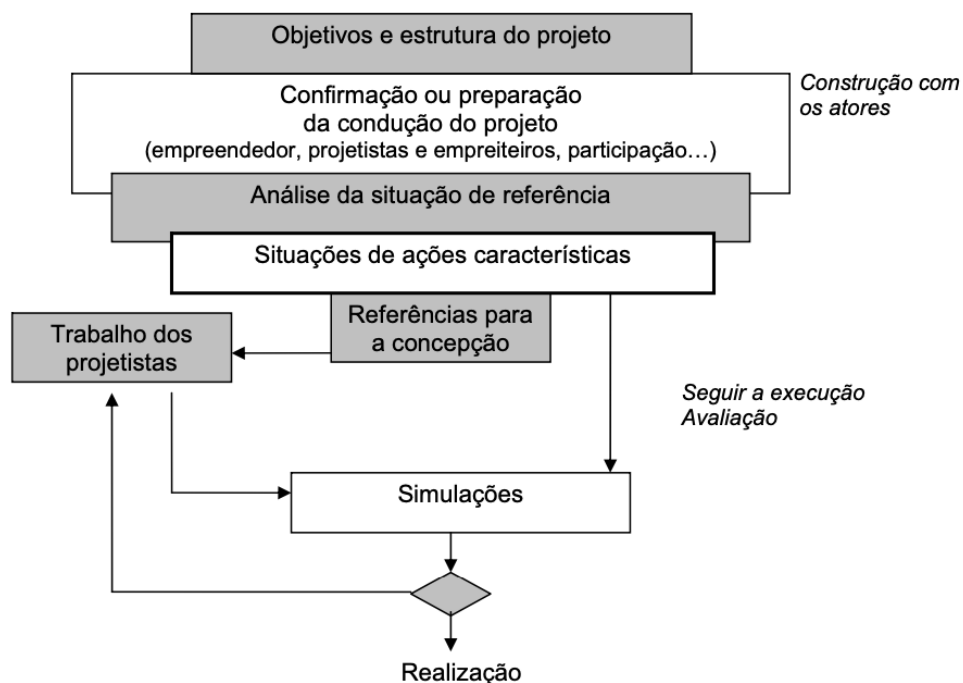 Objetivos e estrutura do projeto
Construção com
os atores
Confirmação ou preparação
da condução do projeto
(empreendedor, projetistas e empreiteiros, participação…)
Análise da situação de referência
Situações de ações características
Referências para
a concepção
Trabalho dos
projetistas
Seguir a execução
Avaliação
Simulações
Realização